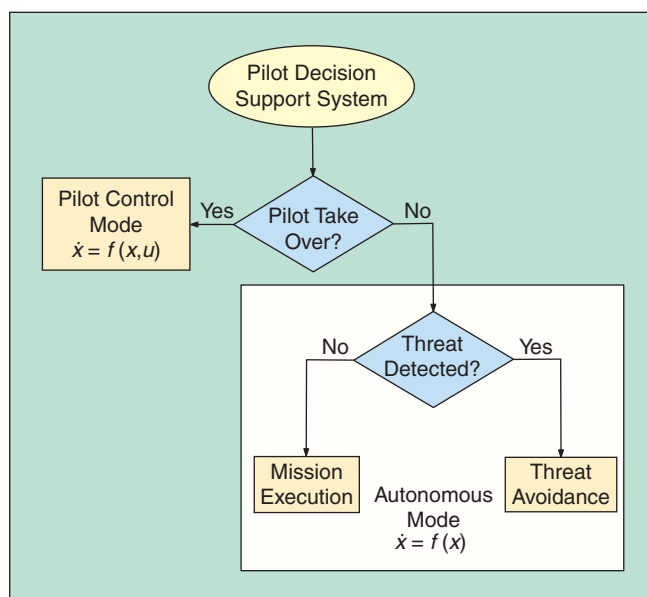 Pilot Decision
Support System
Pilot Control
Mode
ẋ = f (x,u)
Yes
Pilot Take
Over?
No
No
Threat
Detected?
Yes
Mission
Execution
Autonomous
Mode
ẋ = f (x)
Threat
Avoidance